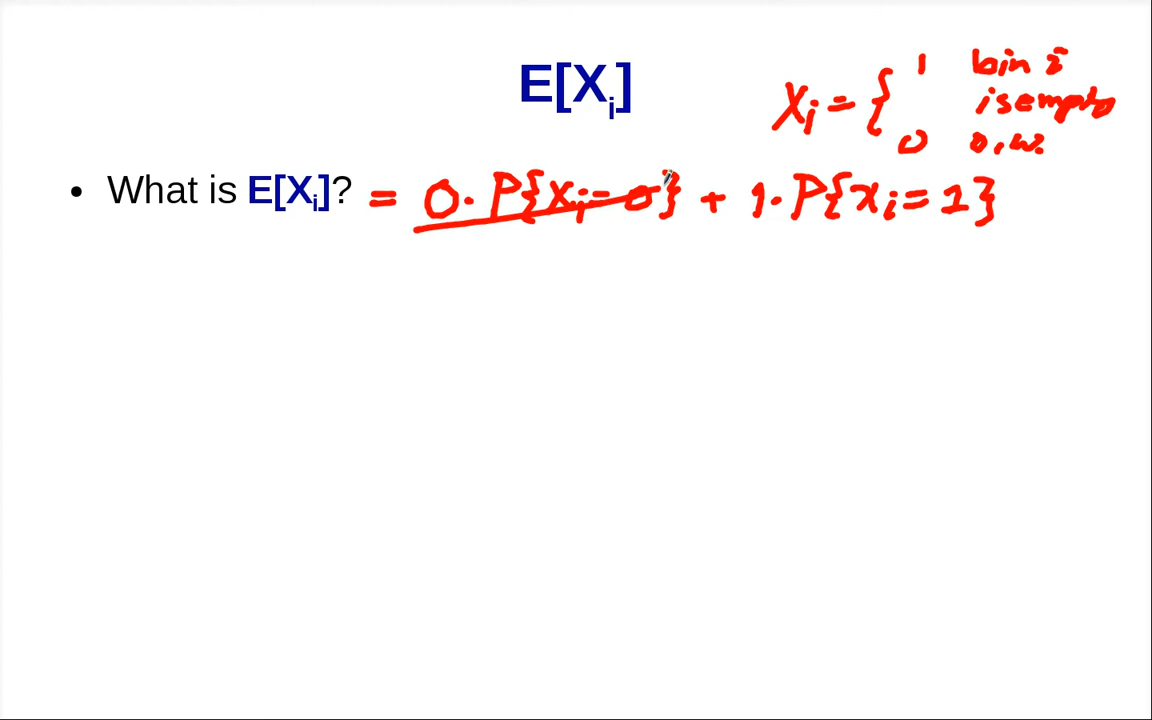 E[Xi]
Xi = { 1 bin i
is empty
0 o.w.
• What is E[Xi]? = 0. P{Xi = 0} + 1. P{xi = 1}